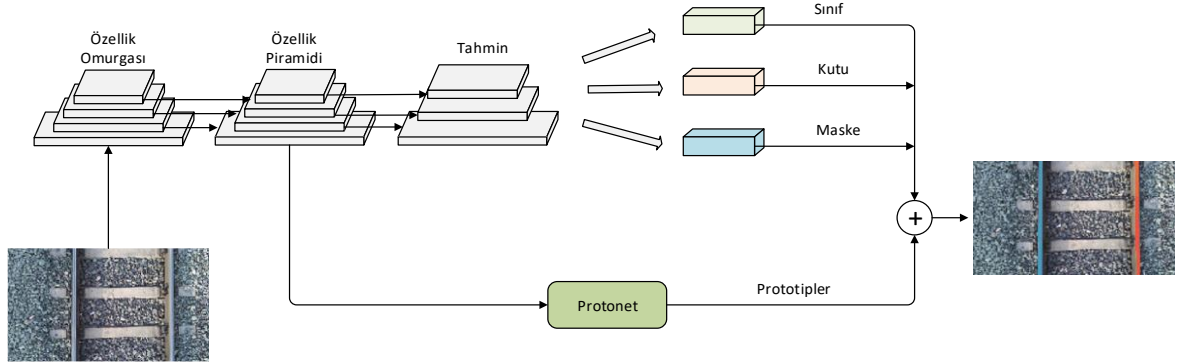 Özellik
Omurgası
Özellik
Piramidi
Tahmin
Sınıf
Kutu
Maske
+
Protonet
Prototipler